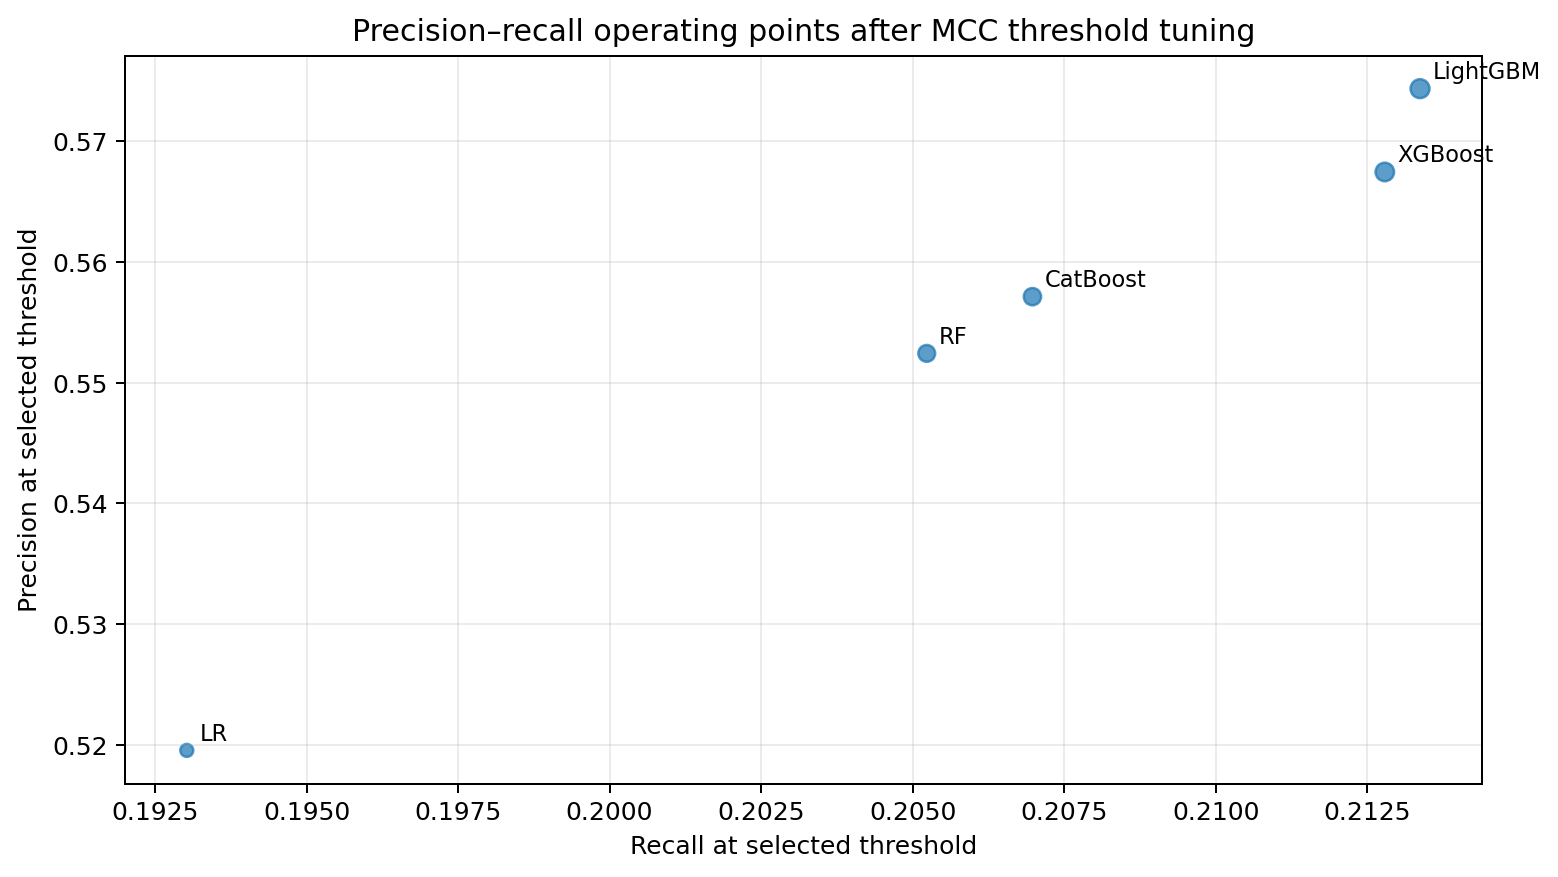 Precision–recall operating points after MCC threshold tuning
LightGBM
0.57
XGBoost
0.56
CatBoost
RF
0.55
0.54
0.53
LR
0.52
Precision at selected threshold
0.1925 0.1950 0.1975 0.2000 0.2025 0.2050 0.2075 0.2100 0.2125
Recall at selected threshold